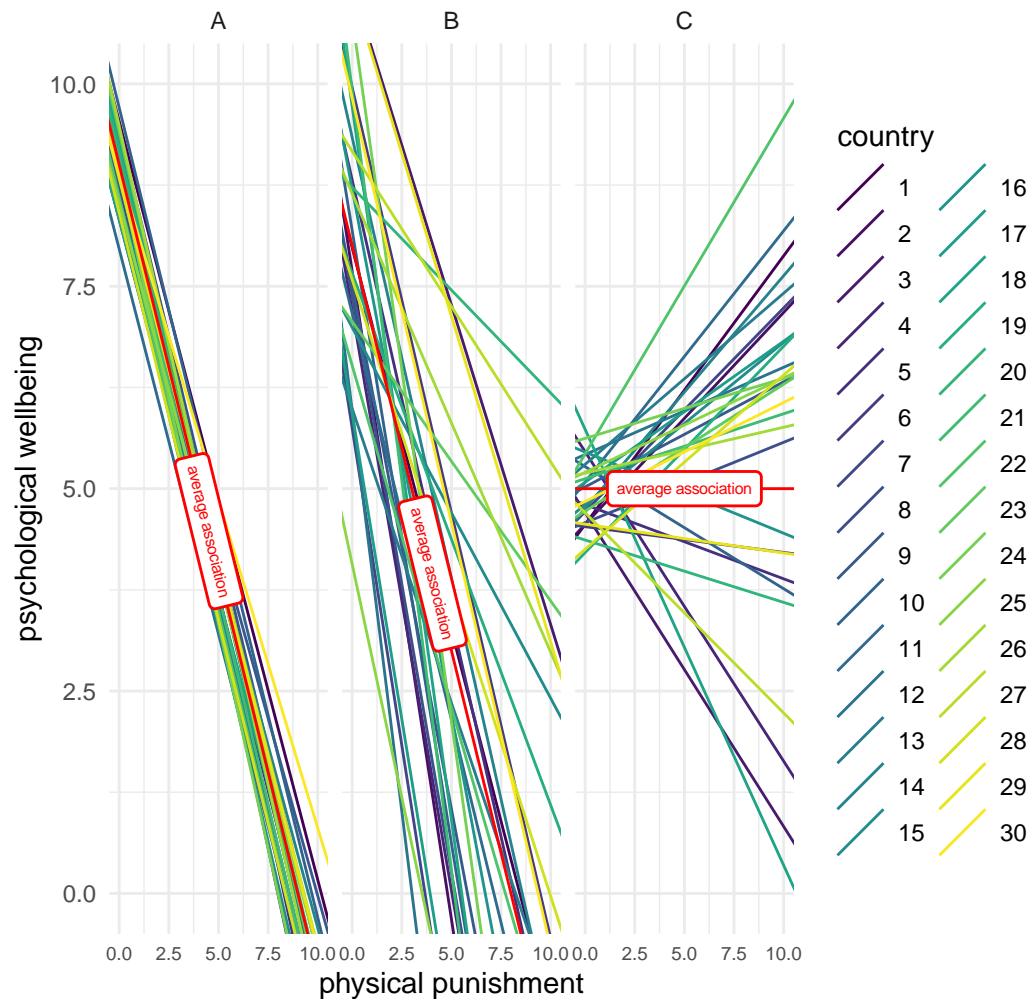 A B C
psychological wellbeing
10.0
7.5
5.0
2.5
0.0
average association
average association
average association
0.0 2.5 5.0 7.5 10.0 0.0 2.5 5.0 7.5 10.0 0.0 2.5 5.0 7.5 10.0
physical punishment
country
1 16
2 17
3 18
4 19
5 20
6 21
7 22
8 23
9 24
10 25
11 26
12 27
13 28
14 29
15 30